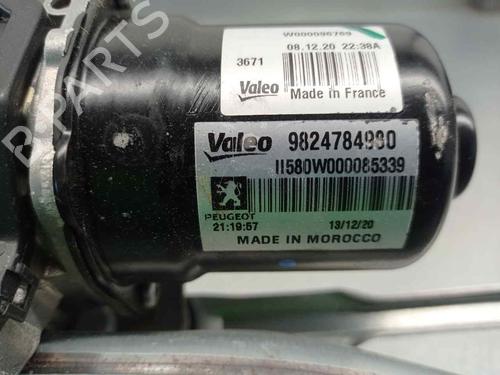 W000096769
08.12.20 22:38A
3671
Valeo
Made in France
Valeo 9824784980
II580W000085339
PEUGEOT
21:19:57 13/12/20
MADE IN MOROCCO
B-PARTS